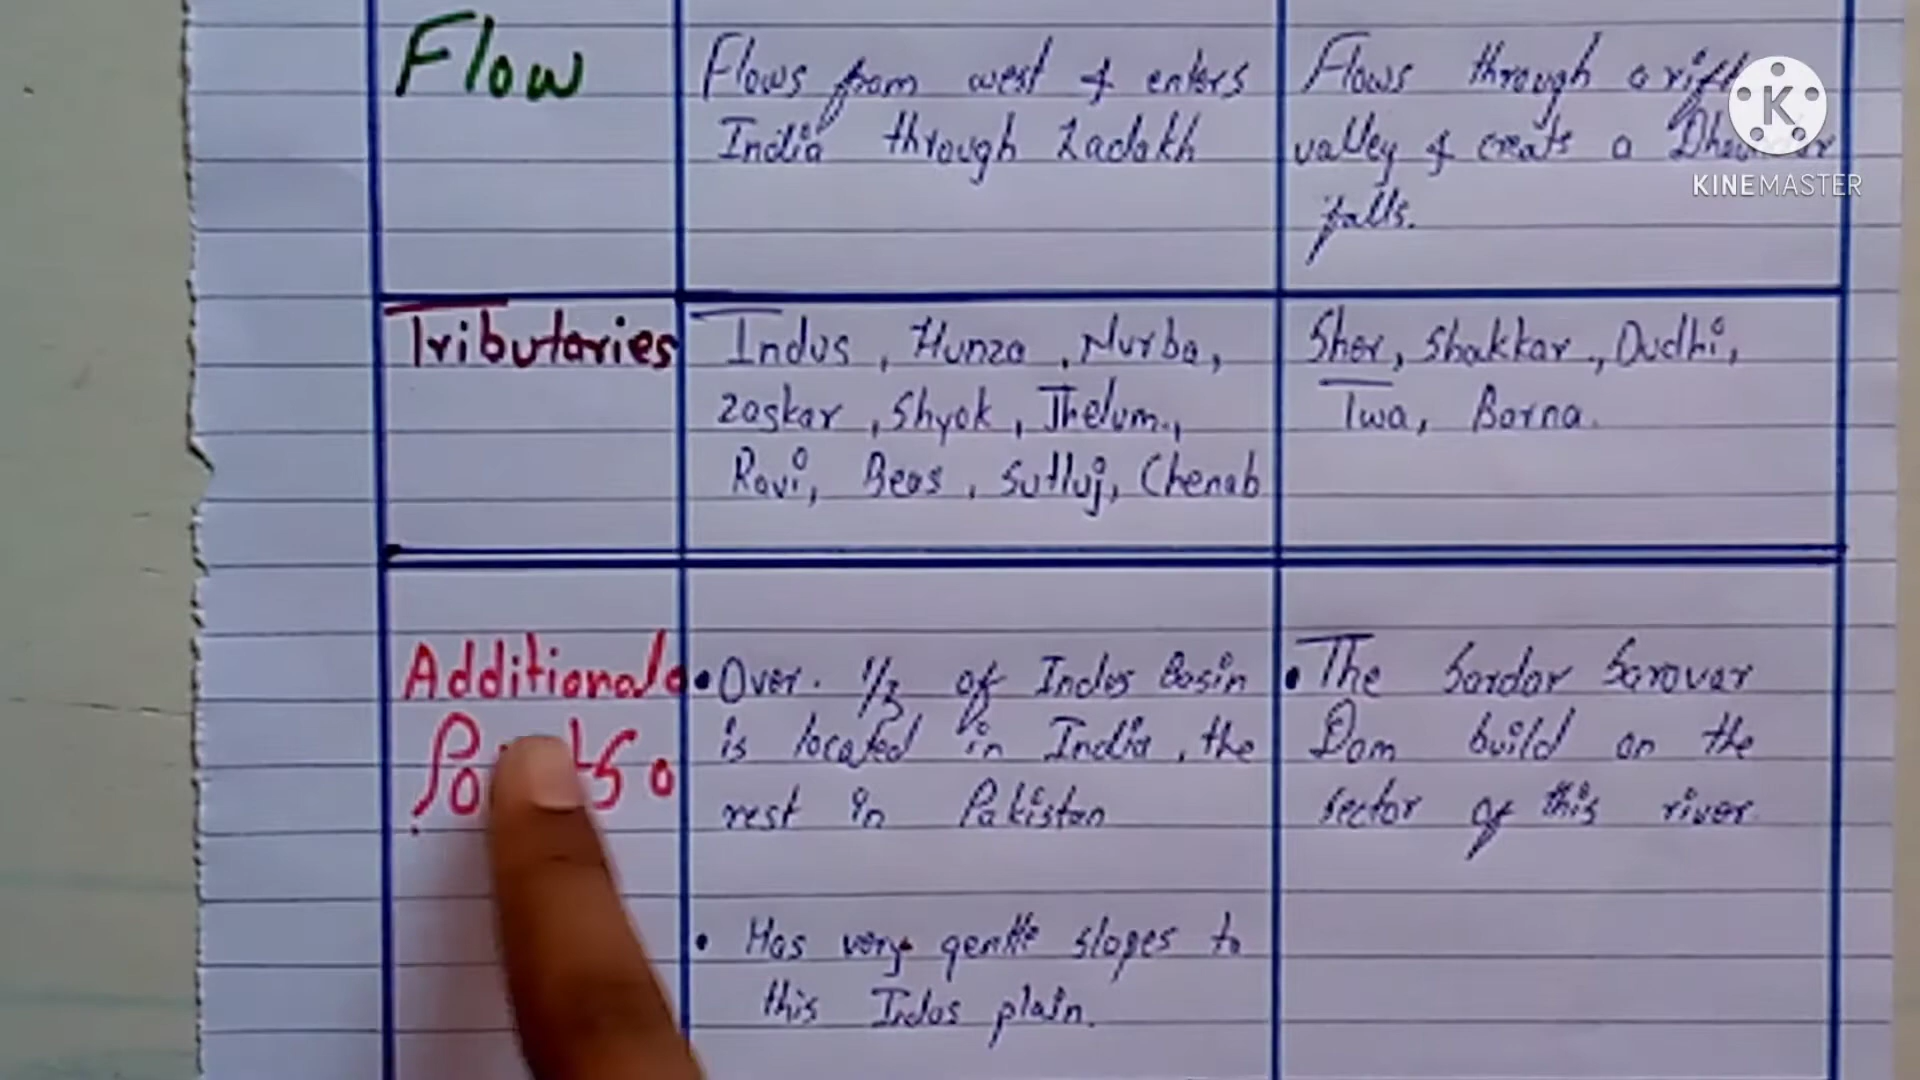 Flow
Flows from west & enters
India through Ladakh
Flows through a rift
valley & create a
falls.
K
KINEMASTER
Tributaries
Indus, Hunza, Nurba,
Zaskar, Shyok, Jhelum.,
Ravi, Beas, Sutluj, Chenab
Sher, Shakkar, Dudhi,
Twa, Barna.
Additional
• Over. 1/3 of Indus Basin
is located in India, the
rest in Pakistan
• Has very gentle slopes to
this Indus plain.
• The Sardar Sarovar
Dam build on the
sector of this river